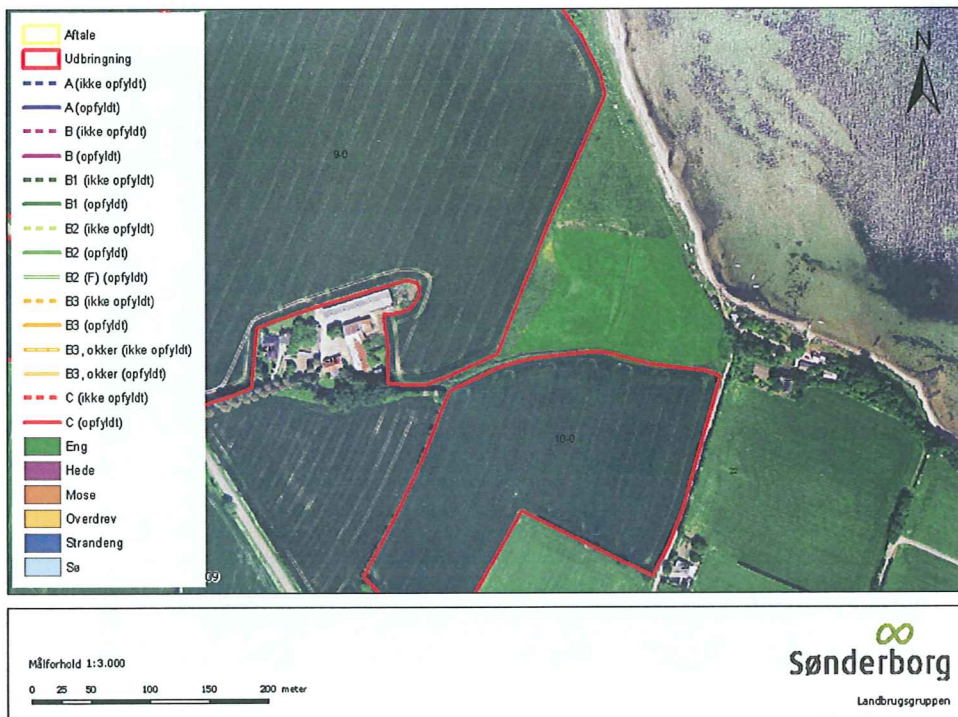 Aftale
Udbringning
A (ikke opfyldt)
A (opfyldt)
B (ikke opfyldt)
B (opfyldt)
B1 (ikke opfyldt)
B1 (opfyldt)
B2 (ikke opfyldt)
B2 (opfyldt)
B2 (F) (opfyldt)
B3 (ikke opfyldt)
B3 (opfyldt)
B3, okker (ikke opfyldt)
B3, okker (opfyldt)
C (ikke opfyldt)
C (opfyldt)
Eng
Hede
Mose
Overdrev
Strandeng
Sø
N
9-0
10-0
09
Målforhold 1:3.000
0 25 50 100 150 200 meter
Sønderborg
Landbrugsgruppen